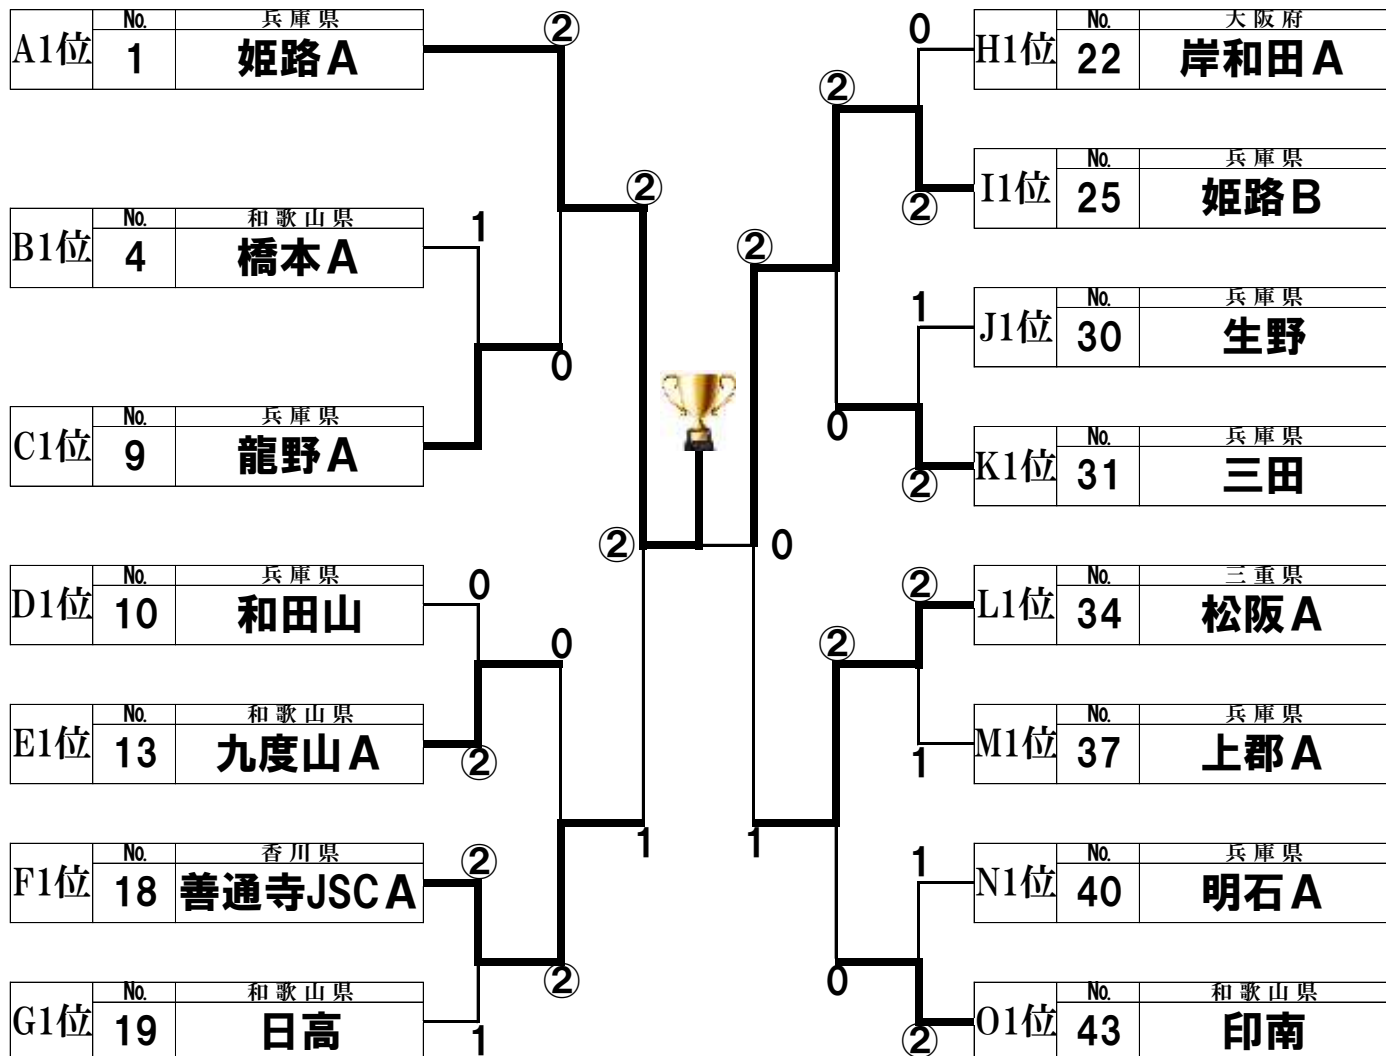 A1位 No. 1 兵庫県 姫路A
B1位 No. 4 和歌山県 橋本A
C1位 No. 9 兵庫県 龍野A
D1位 No. 10 兵庫県 和田山
E1位 No. 13 和歌山県 九度山A
F1位 No. 18 香川県 善通寺JSC A
G1位 No. 19 和歌山県 日高
②
1
0
0
②
②
1
②
0
②
②
1
②
0
②
1
0
②
1
②
②
1
1
②
②
0
②
0
H1位 No. 22 大阪府 岸和田A
I1位 No. 25 兵庫県 姫路B
J1位 No. 30 兵庫県 生野
K1位 No. 31 兵庫県 三田
L1位 No. 34 三重県 松阪A
M1位 No. 37 兵庫県 上郡A
N1位 No. 40 兵庫県 明石A
O1位 No. 43 和歌山県 印南